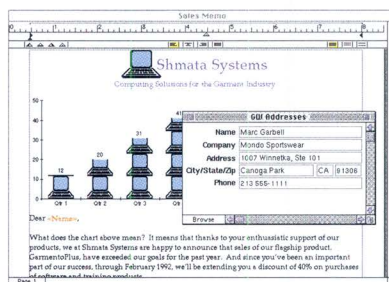 Sales Memo
Shmata Systems
Computing Solutions for the Garment Industry
50
40
30
20
10
0
12
20
31
41
Qtr 1
Qtr 2
Qtr 3
GQI Addresses
Name Marc Garbell
Company Mondo Sportswear
Address 1007 Winnetka, Ste 101
City/State/Zip Canoga Park CA 91306
Phone 213 555-1111
Browse
Dear «Name»,
What does the chart above mean? It means that thanks to your enthusiastic support of our
products, we at Shmata Systems are happy to announce that sales of our flagship product,
GarmentoPlus, have exceeded our goals for the past year. And since you've been an important
part of our success, through February 1992, we'll be extending you a discount of 40% on purchases
of software and training products.
Page 1